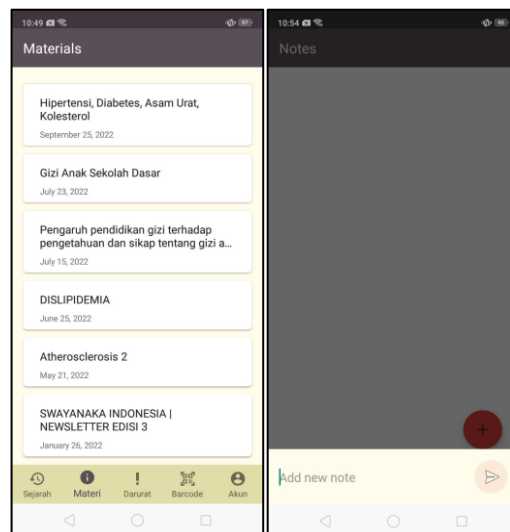 10:49
97
Materials
Hipertensi, Diabetes, Asam Urat,
Kolesterol
September 25, 2022
Gizi Anak Sekolah Dasar
July 23, 2022
Pengaruh pendidikan gizi terhadap
pengetahuan dan sikap tentang gizi a...
July 15, 2022
DISLIPIDEMIA
June 25, 2022
Atherosclerosis 2
May 21, 2022
SWAYANAKA INDONESIA |
NEWSLETTER EDISI 3
January 26, 2022
Sejarah Materi Darurat Barcode Akun
10:54
Notes
+
Add new note